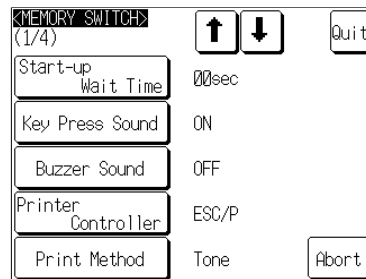 <MEMORY SWITCH>
(1/4)
Quit
Start-up
Wait Time
00sec
Key Press Sound
ON
Buzzer Sound
OFF
Printer
Controller
ESC/P
Print Method
Tone
Abort